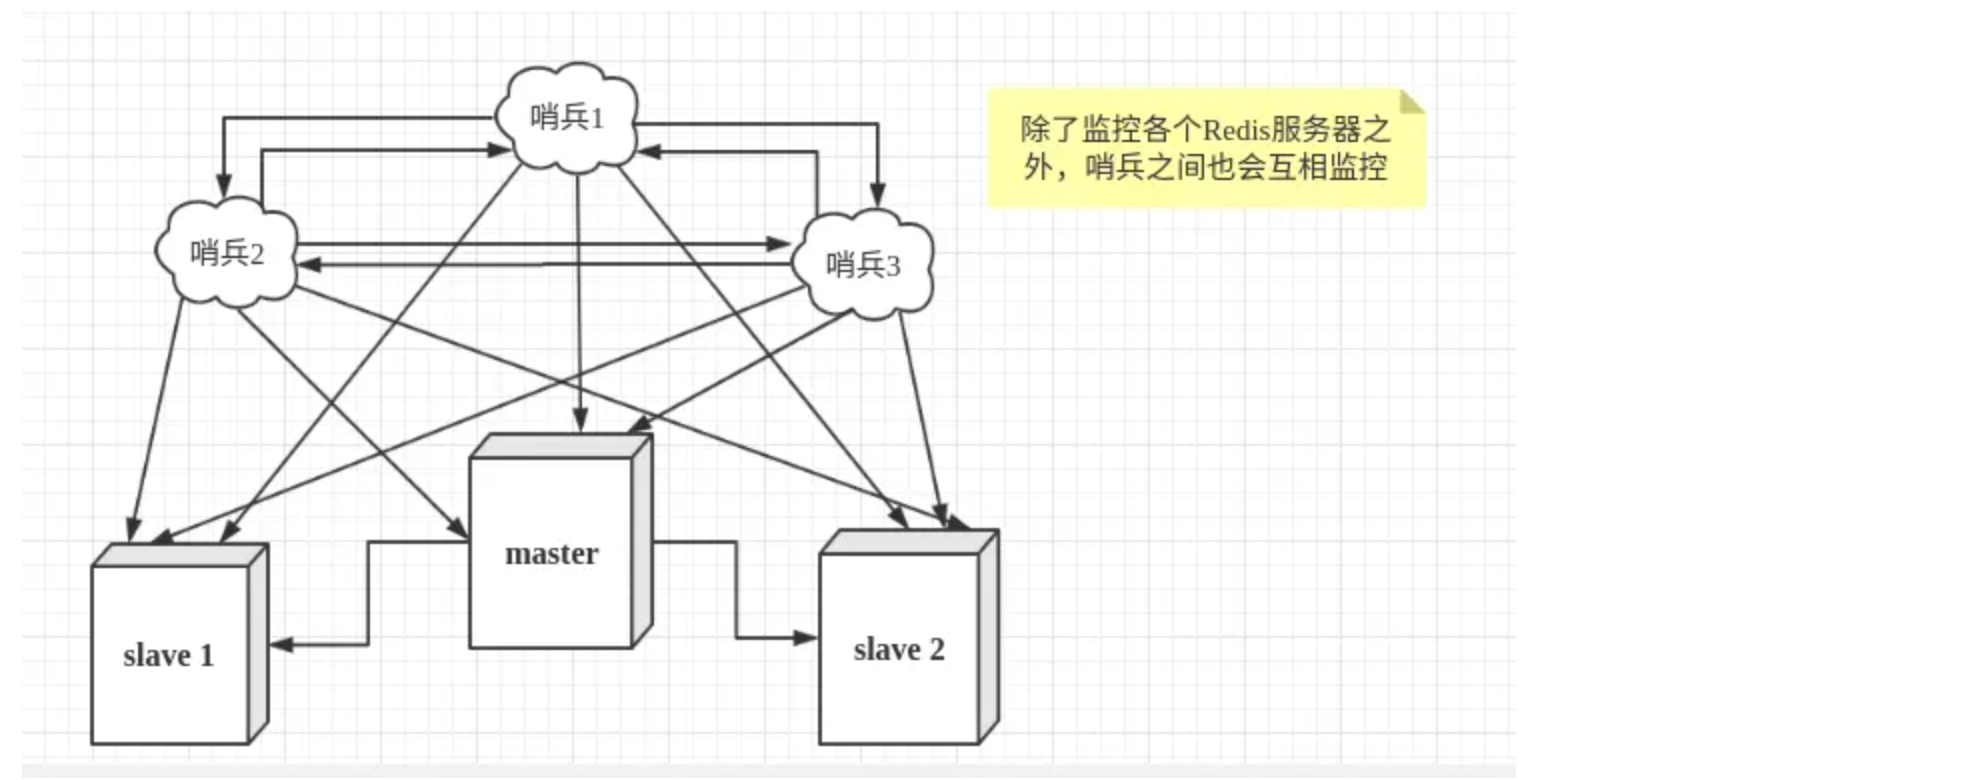 哨兵1
除了监控各个Redis服务器之
外，哨兵之间也会互相监控
哨兵2
哨兵3
master
slave 1
slave 2